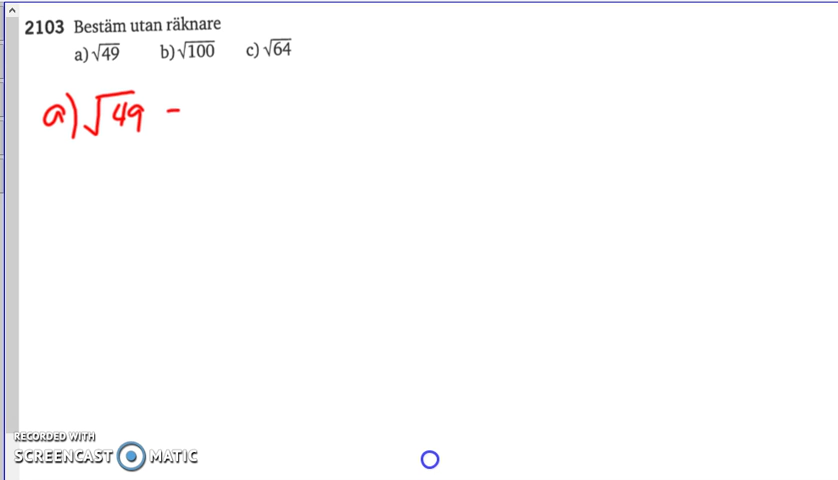 2103 Bestäm utan räknare
a) √49 b) √100 c) √64
a) √49 -
RECORDED WITH
SCREENCAST MATIC